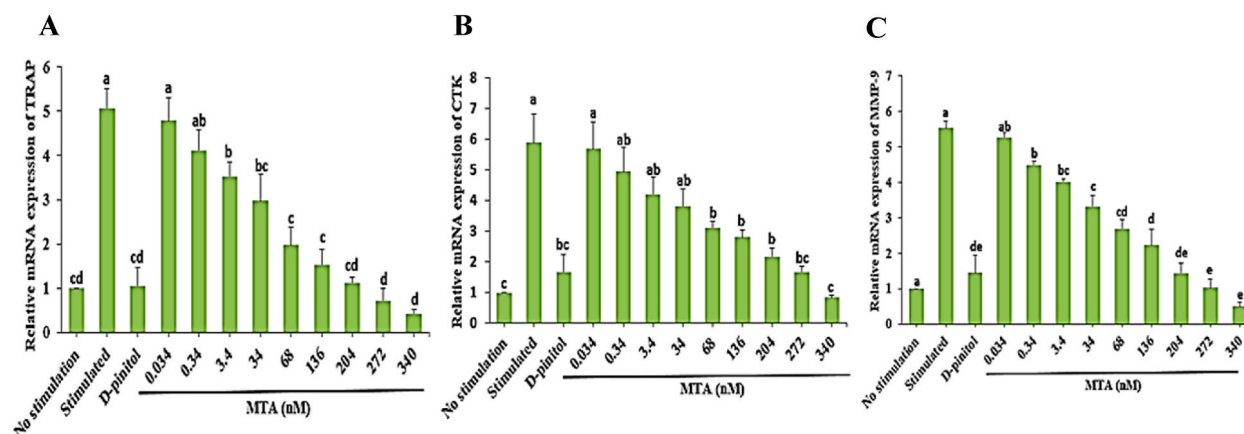 A
Relative mRNA expression of TRAP
6
5
4
3
2
1
0
cd
a
cd
a
ab
b
bc
c
c
cd
d
d
No stimulation
Stimulated
D-pinitol
0.034
0.34
3.4
34
68
136
204
272
340
MTA (nM)
B
Relative mRNA expression of CTK
8
7
6
5
4
3
2
1
0
c
a
bc
a
ab
ab
ab
b
b
b
bc
c
No stimulation
Stimulated
D-pinitol
0.034
0.34
3.4
34
68
136
204
272
340
MTA (nM)
C
Relative mRNA expression of MMP-9
7
6
5
4
3
2
1
0
a
a
de
ab
b
bc
c
cd
d
de
e
e
No stimulation
Stimulated
D-pinitol
0.034
0.34
3.4
34
68
136
204
272
340
MTA (nM)